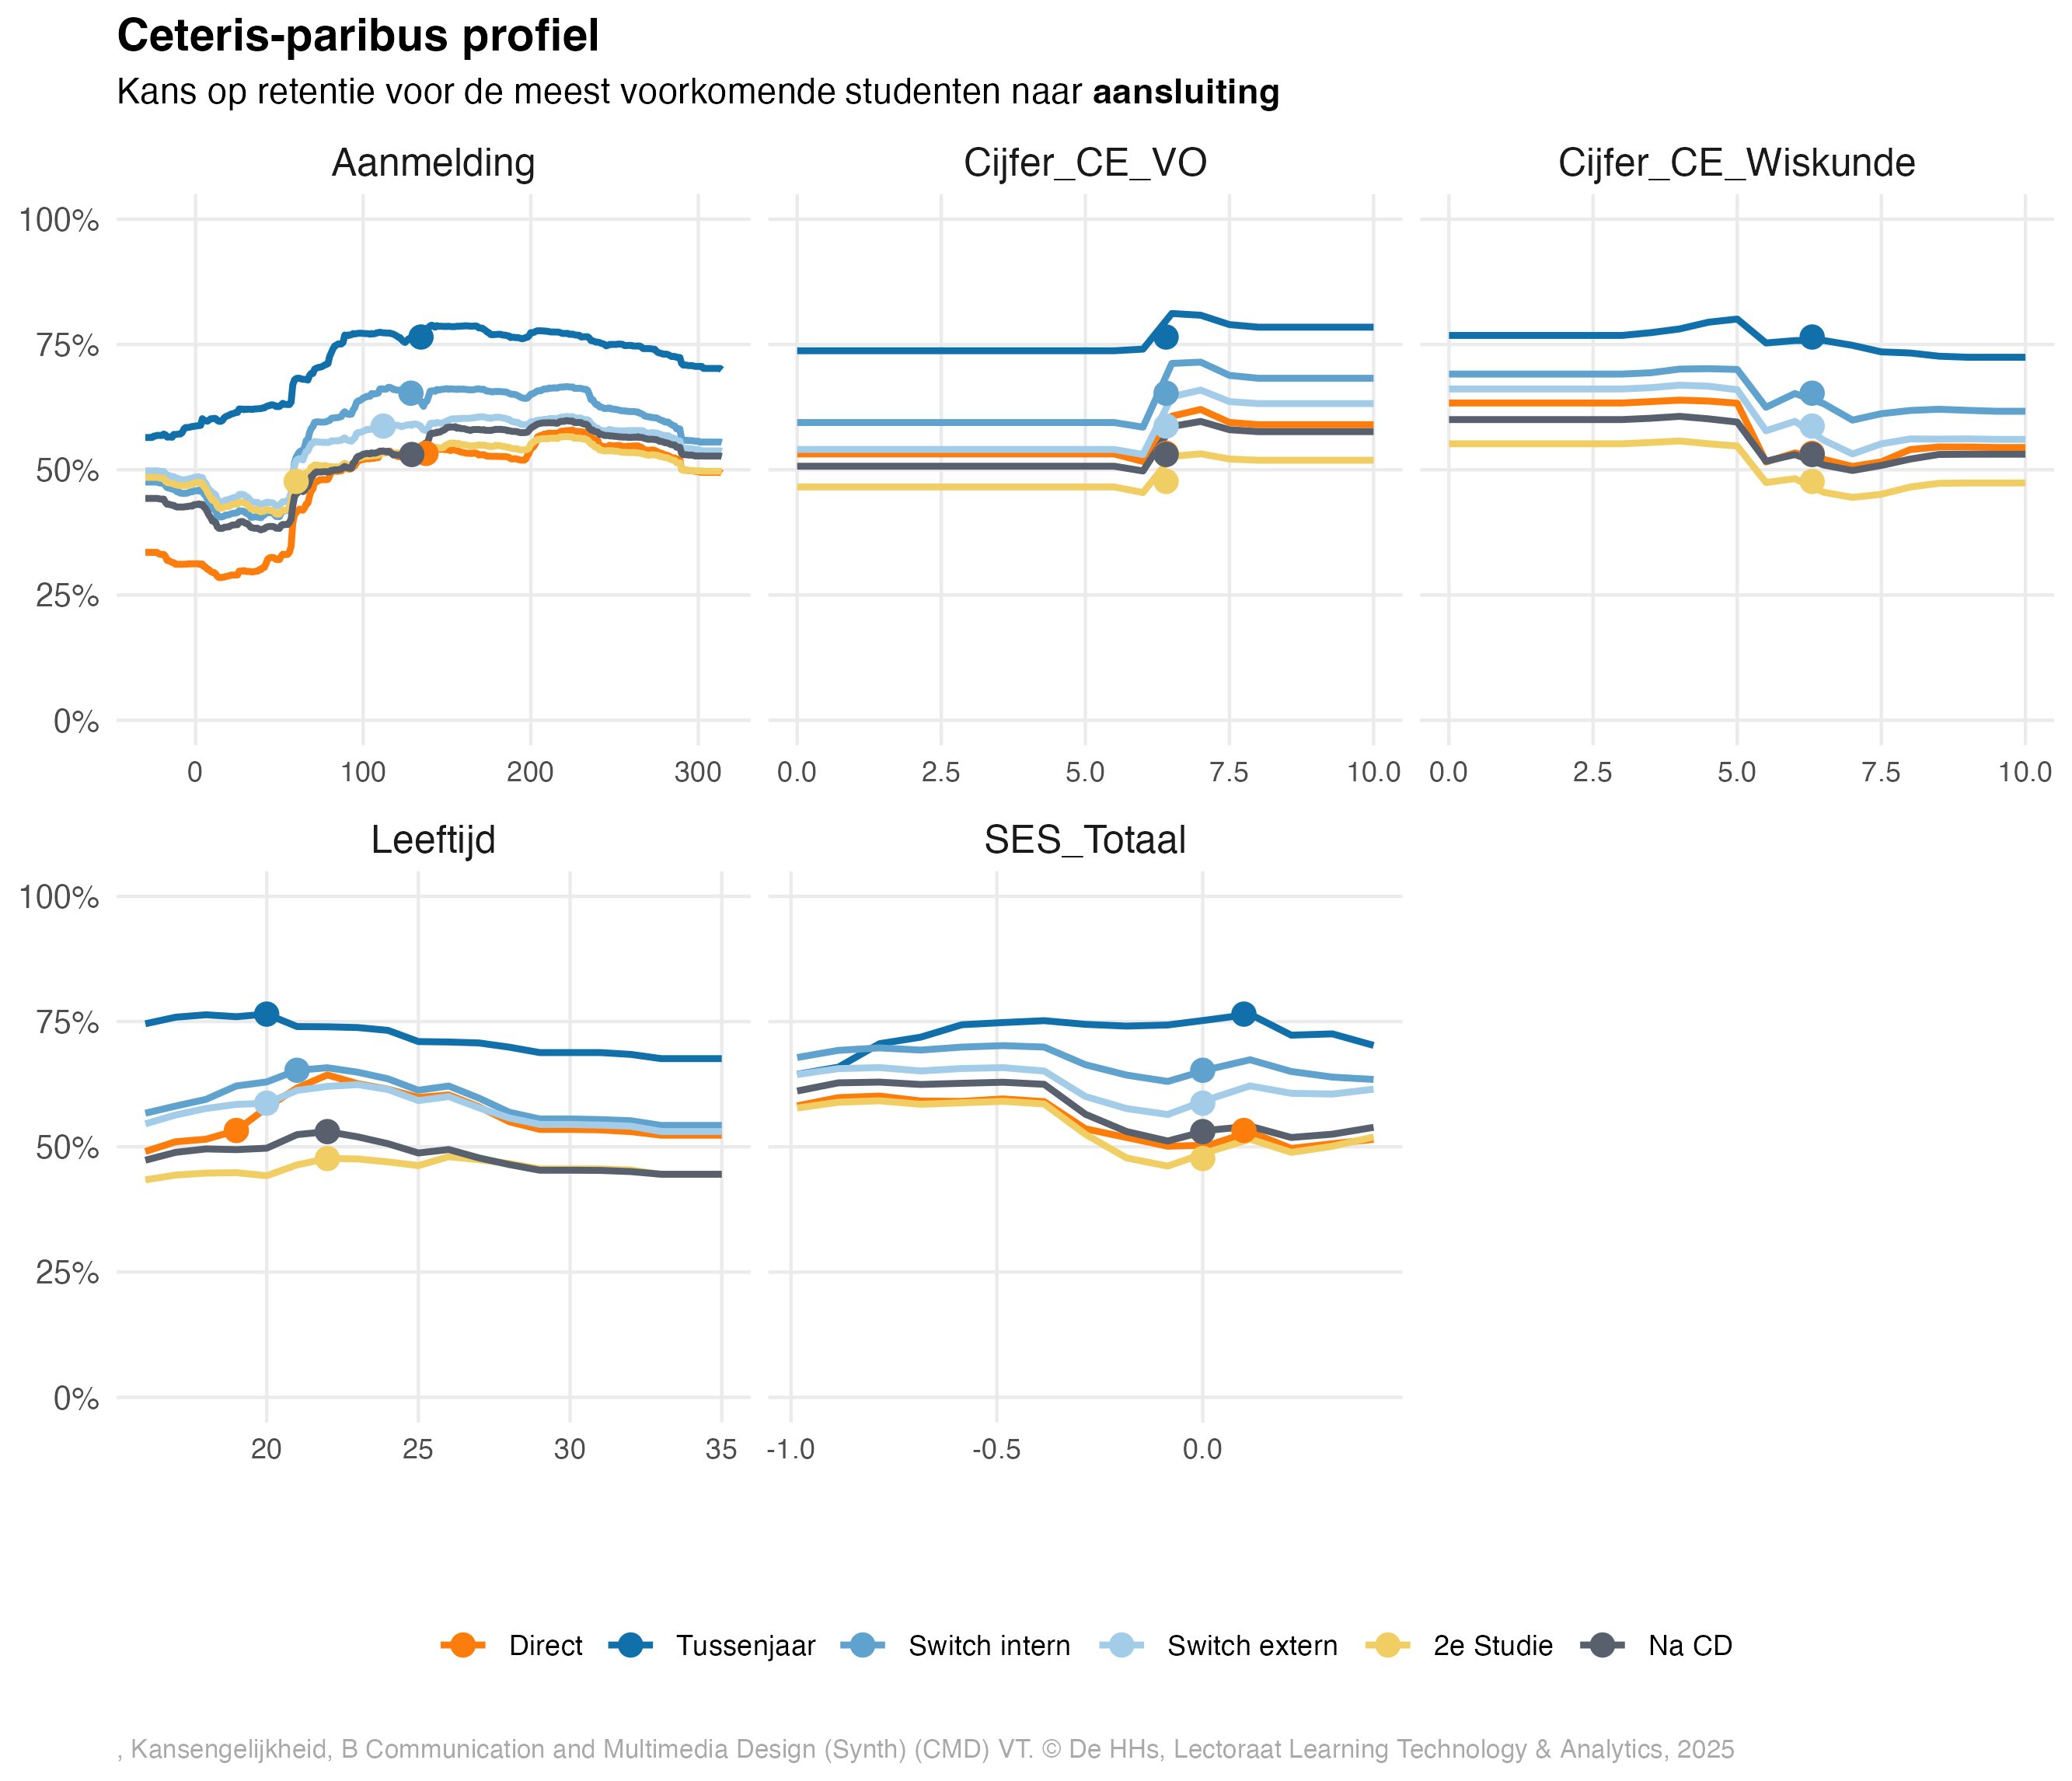 Ceteris-paribus profiel
Kans op retentie voor de meest voorkomende studenten naar aansluiting
Aanmelding
Cijfer_CE_VO
Cijfer_CE_Wiskunde
100%
75%
50%
25%
0%
0 100 200 300
0.0 2.5 5.0 7.5 10.0
0.0 2.5 5.0 7.5 10.0
Leeftijd
SES_Totaal
100%
75%
50%
25%
0%
20 25 30 35
-1.0 -0.5 0.0
Direct Tussenjaar Switch intern Switch extern 2e Studie Na CD
, Kansengelijkheid, B Communication and Multimedia Design (Synth) (CMD) VT. © De HHs, Lectoraat Learning Technology & Analytics, 2025